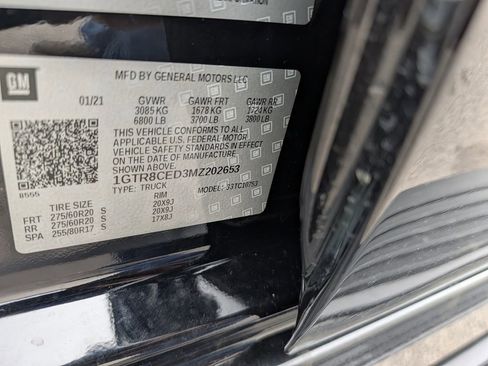 GM
MFD BY GENERAL MOTORS LLC
01/21 GVWR GAWR FRT GAWR RR
3085 KG 1678 KG 1724 KG
6800 LB 3700 LB 3800 LB
THIS VEHICLE CONFORMS TO ALL
APPLICABLE U.S. FEDERAL MOTOR
VEHICLE SAFETY STANDARDS IN EFFECT
ON THE DATE OF MANUFACTURE
SHOWN ABOVE.
1GTR8CED3MZ202653
8555 TYPE: TRUCK MODEL:
TIRE SIZE RIM
FRT 275/60R20 S 20X9J
RR 275/60R20 S 20X9J
SPA 255/80R17 S 17X8J